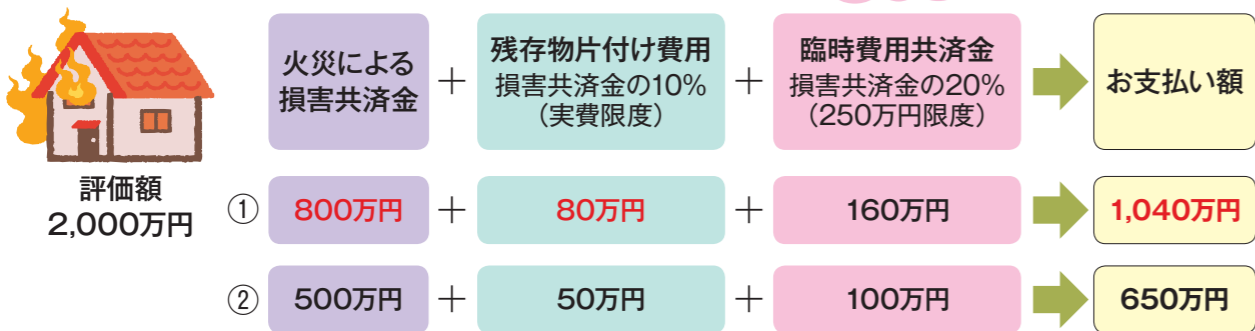 火災による
損害共済金
+
残存物片付け費用
損害共済金の10%
(実費限度)
+
臨時費用共済金
損害共済金の20%
(250万円限度)
お支払い額
評価額
2,000万円
① 800万円 + 80万円 + 160万円 1,040万円
② 500万円 + 50万円 + 100万円 650万円